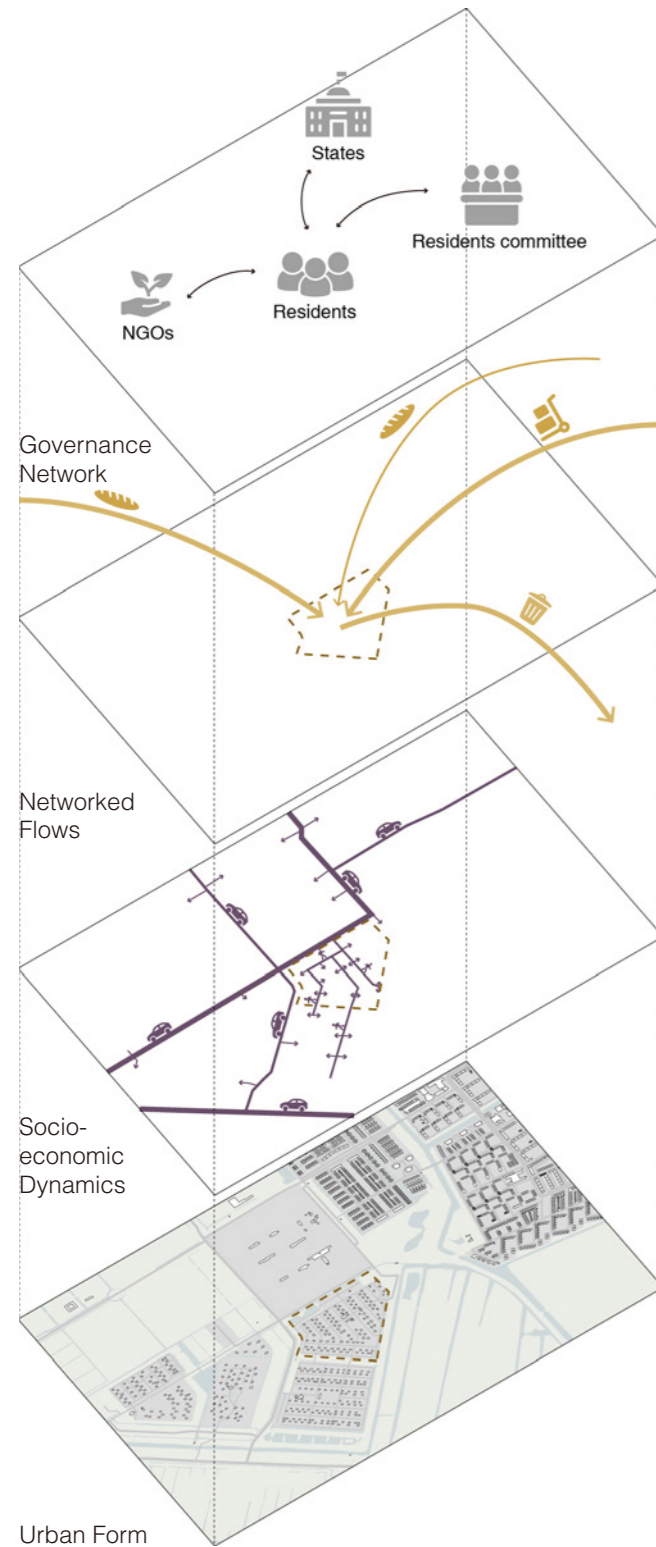 States
Residents committee
Residents
NGOs
Governance
Network
Networked
Flows
Socio-
economic
Dynamics
Urban Form